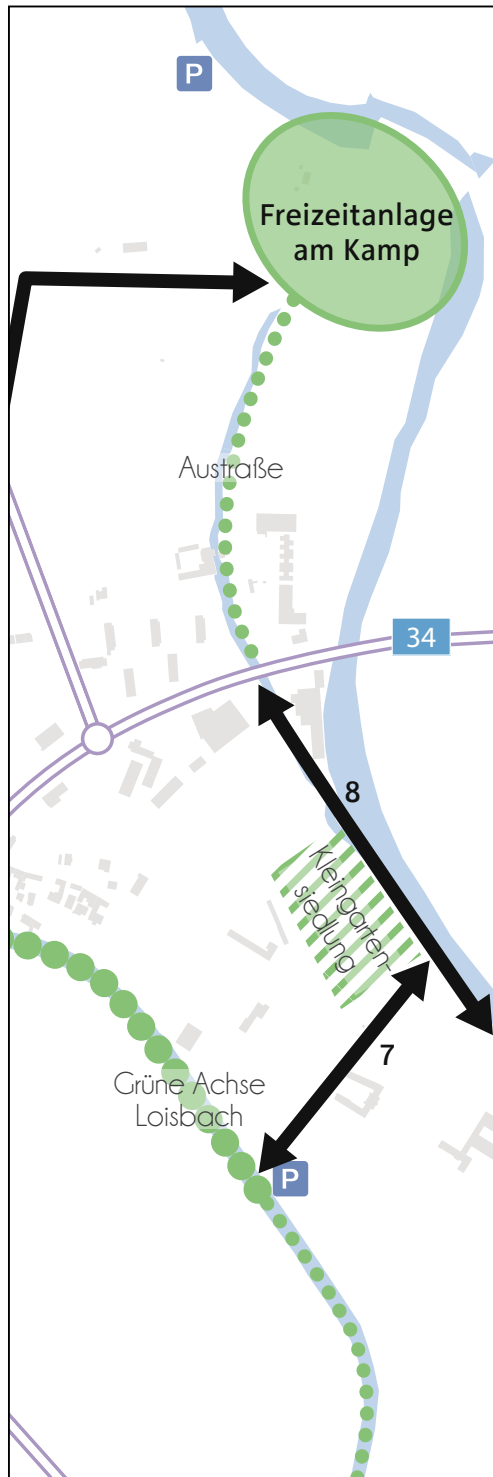 P
Freizeitanlage
am Kamp
Austraße
34
8
Kleingarten-
siedlung
7
Grüne Achse
Loisbach
P